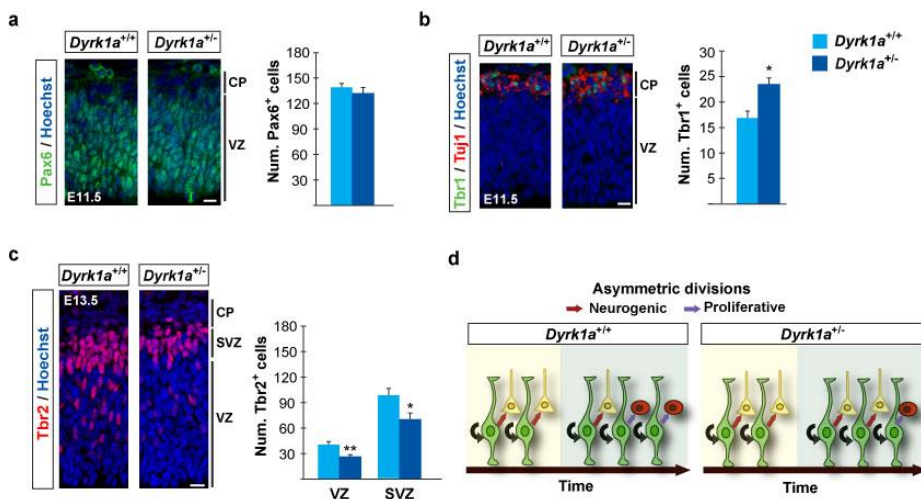 a
Dyrk1a+/+
Dyrk1a+/-
Pax6 / Hoechst
E11.5
CP
VZ
Num. Pax6+ cells
180
150
120
90
60
30
b
Dyrk1a+/+
Dyrk1a+/-
Tbr1 / Tuj1 / Hoechst
E11.5
CP
VZ
Num. Tbr1+ cells
30
25
20
15
10
5
*
Dyrk1a+/+
Dyrk1a+/-
c
Dyrk1a+/+
Dyrk1a+/-
Tbr2 / Hoechst
E13.5
CP
SVZ
VZ
Num. Tbr2+ cells
180
150
120
90
60
30
**
*
VZ
SVZ
d
Asymmetric divisions
Neurogenic
Proliferative
Dyrk1a+/+
Dyrk1a+/-
Time
Time